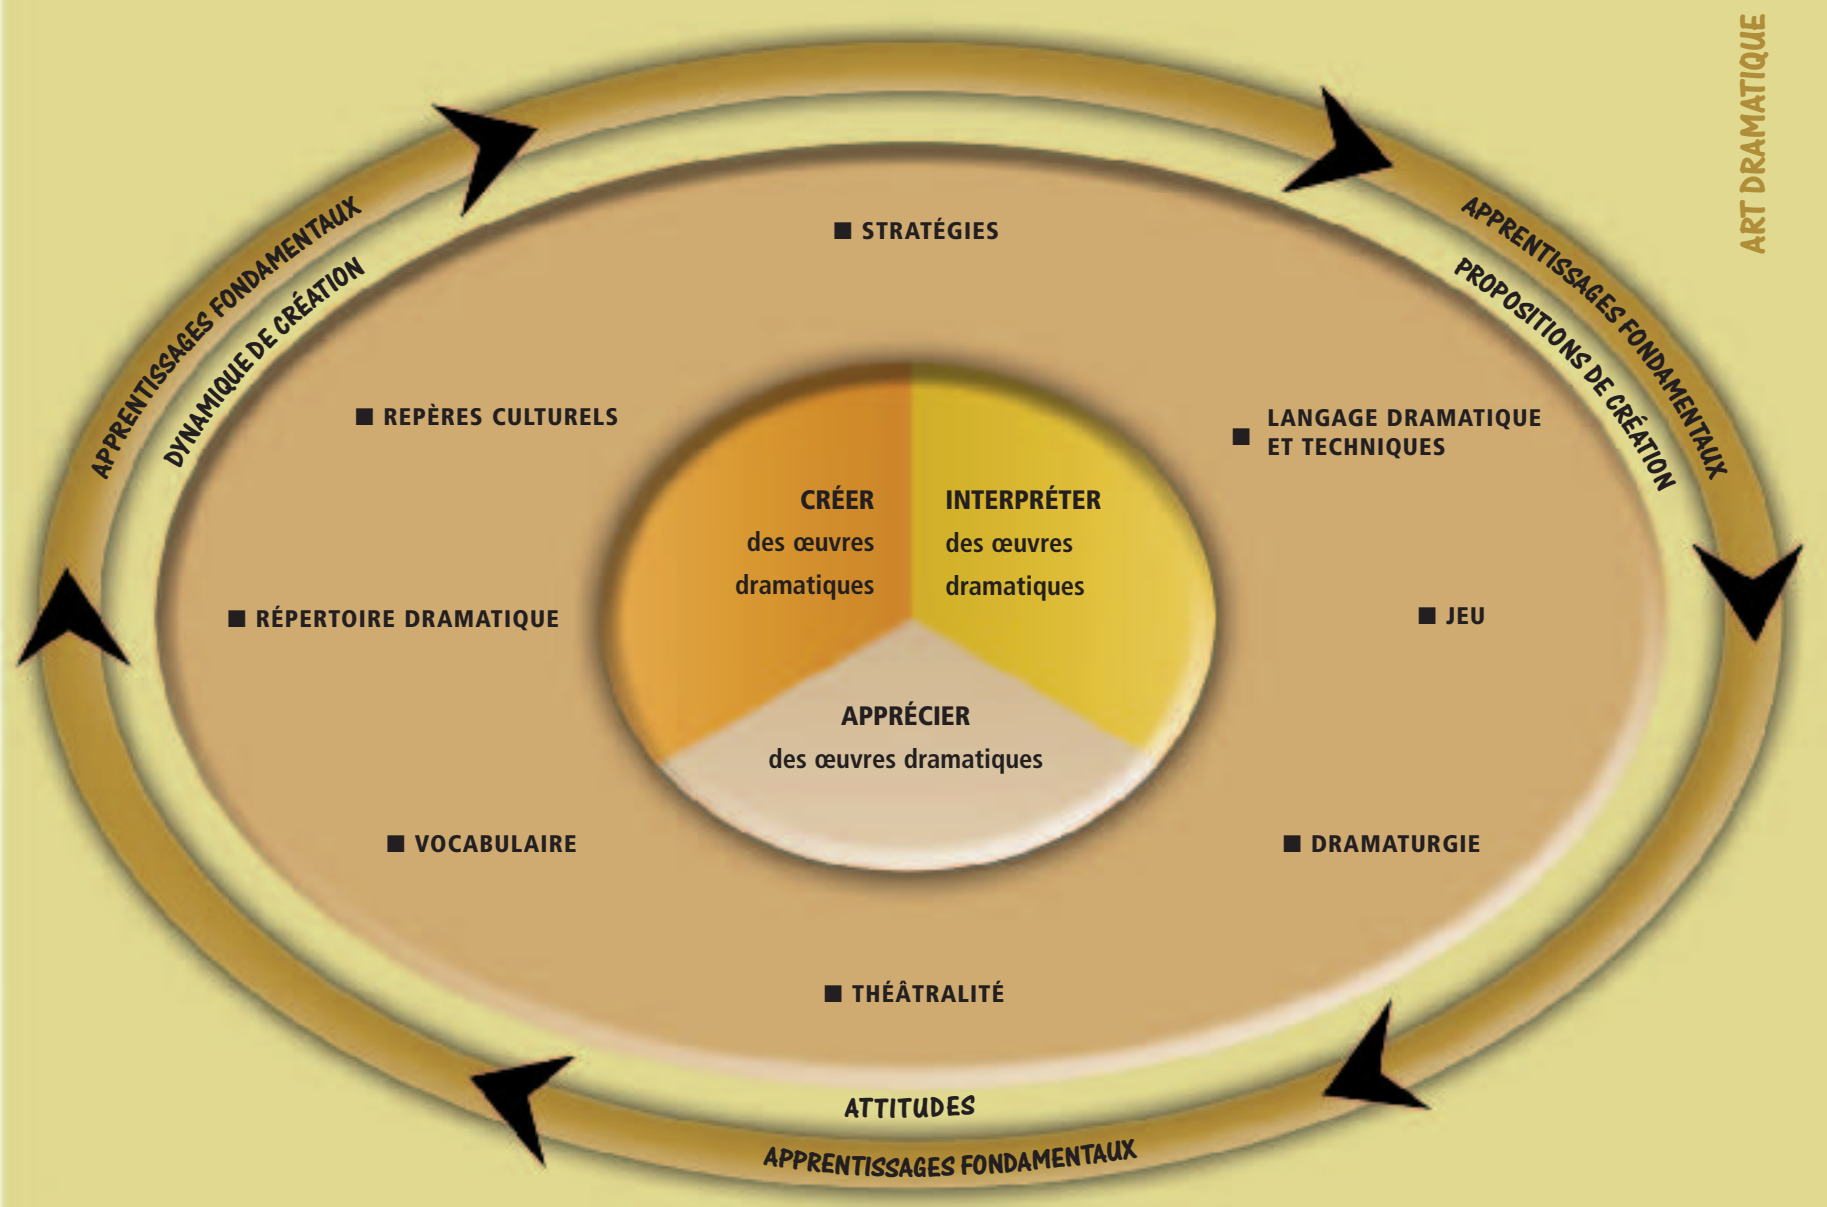 ART DRAMATIQUE
APPRENTISSAGES FONDAMENTAUX
DYNAMIQUE DE CRÉATION
APPRENTISSAGES FONDAMENTAUX
PROPOSITIONS DE CRÉATION
■ STRATÉGIES
■ REPÈRES CULTURELS
■ LANGAGE DRAMATIQUE
ET TECHNIQUES
CRÉER
des œuvres
dramatiques
INTERPRÉTER
des œuvres
dramatiques
■ RÉPERTOIRE DRAMATIQUE
■ JEU
APPRÉCIER
des œuvres dramatiques
■ VOCABULAIRE
■ DRAMATURGIE
■ THÉÂTRALITÉ
ATTITUDES
APPRENTISSAGES FONDAMENTAUX